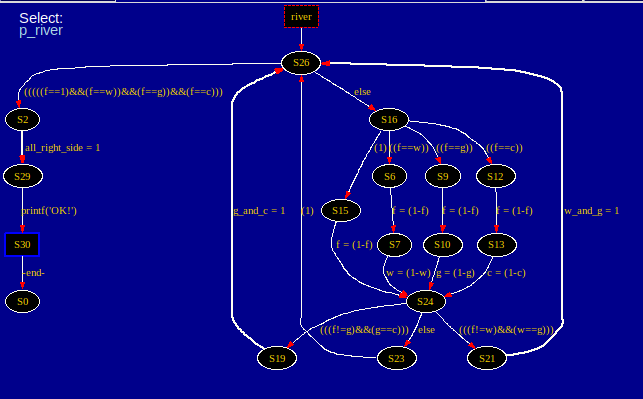 Select:
p_river
river
S26
(((((f==1)&&(f==w))&&(f==g))&&(f==c)))
else
S2
S16
all_right_side = 1
(1)
((f==w))
((f==g))
((f==c))
S29
S6
S9
S12
printf('OK!')
g_and_c = 1
(1)
S15
f = (1-f)
f = (1-f)
f = (1-f)
w_and_g = 1
S30
f = (1-f)
S7
S10
S13
-end-
w = (1-w)
g = (1-g)
c = (1-c)
S0
S24
(((f!=g)&&(g==c)))
else
(((f!=w)&&(w==g)))
S19
S23
S21